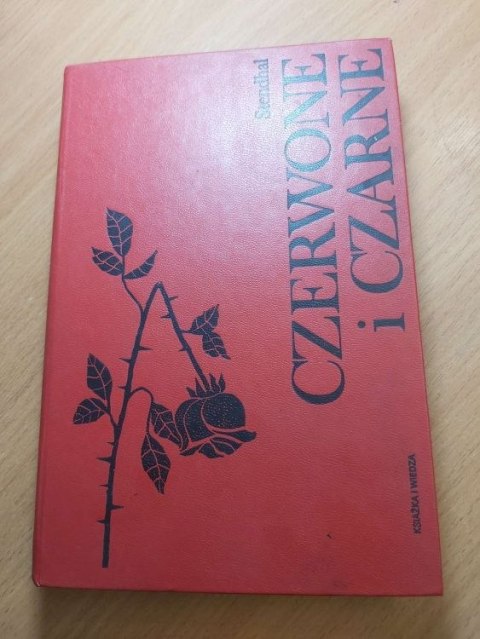 Stendhal
CZERWONE
i CZARNE
KSIĄŻKA I WIEDZA